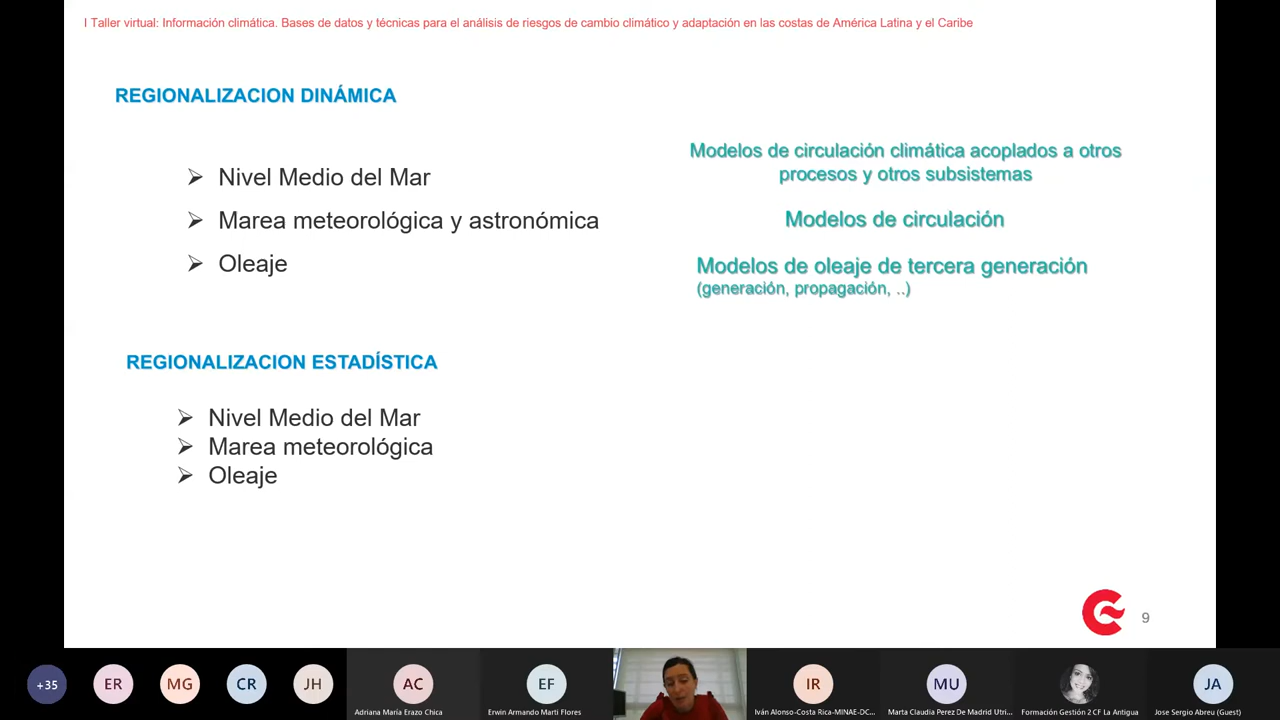 I Taller virtual: Información climática. Bases de datos y técnicas para el análisis de riesgos de cambio climático y adaptación en las costas de América Latina y el Caribe
REGIONALIZACION DINÁMICA
Nivel Medio del Mar
Marea meteorológica y astronómica
Oleaje
Modelos de circulación climática acoplados a otros
procesos y otros subsistemas
Modelos de circulación
Modelos de oleaje de tercera generación
(generación, propagación, ..)
REGIONALIZACION ESTADÍSTICA
Nivel Medio del Mar
Marea meteorológica
Oleaje
9
+35
ER
MG
CR
JH
AC
Adriana María Erazo Chica
EF
Erwin Armando Marti Flores
IR
Iván Alonso-Costa Rica-MINAE-DC...
MU
Marta Claudia Perez De Madrid Utri...
Formación Gestión 2 CF La Antigua
JA
Jose Sergio Abreu (Guest)